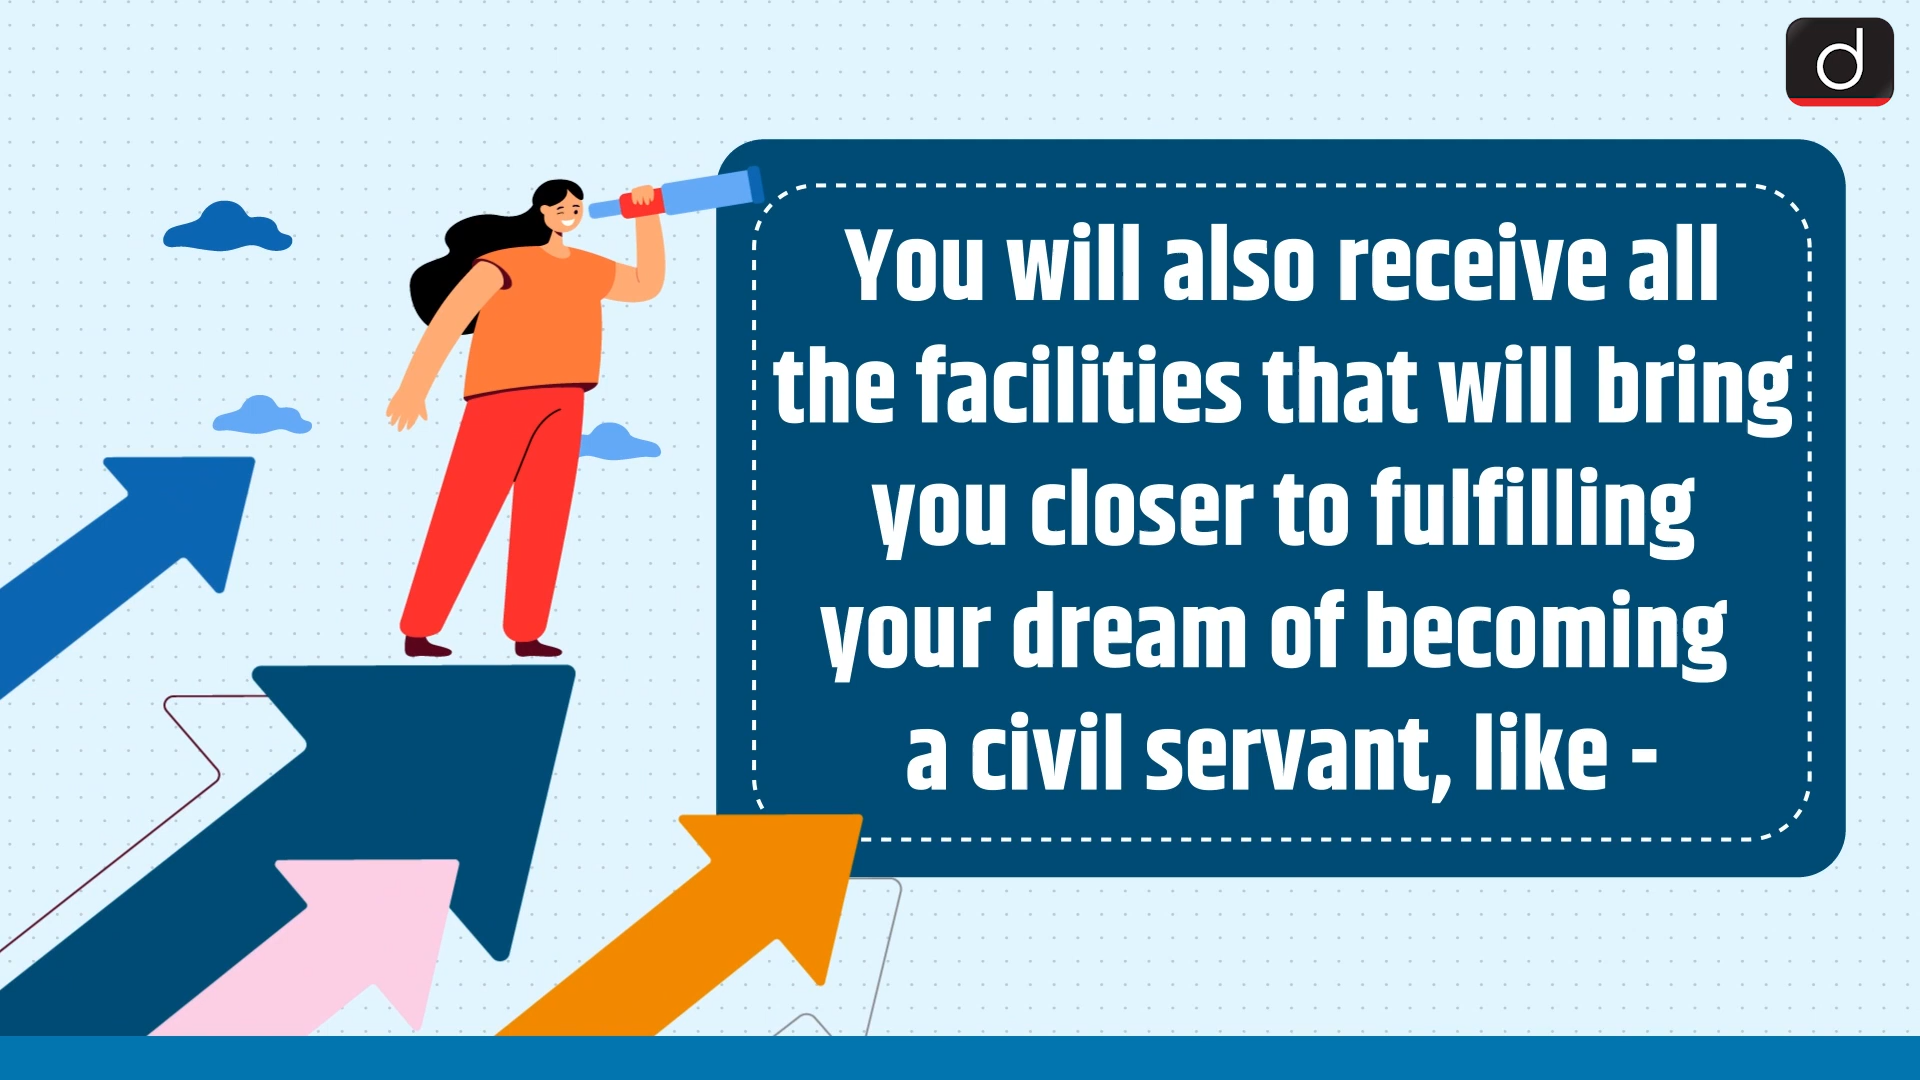 d
You will also receive all
the facilities that will bring
you closer to fulfilling
your dream of becoming
a civil servant, like -